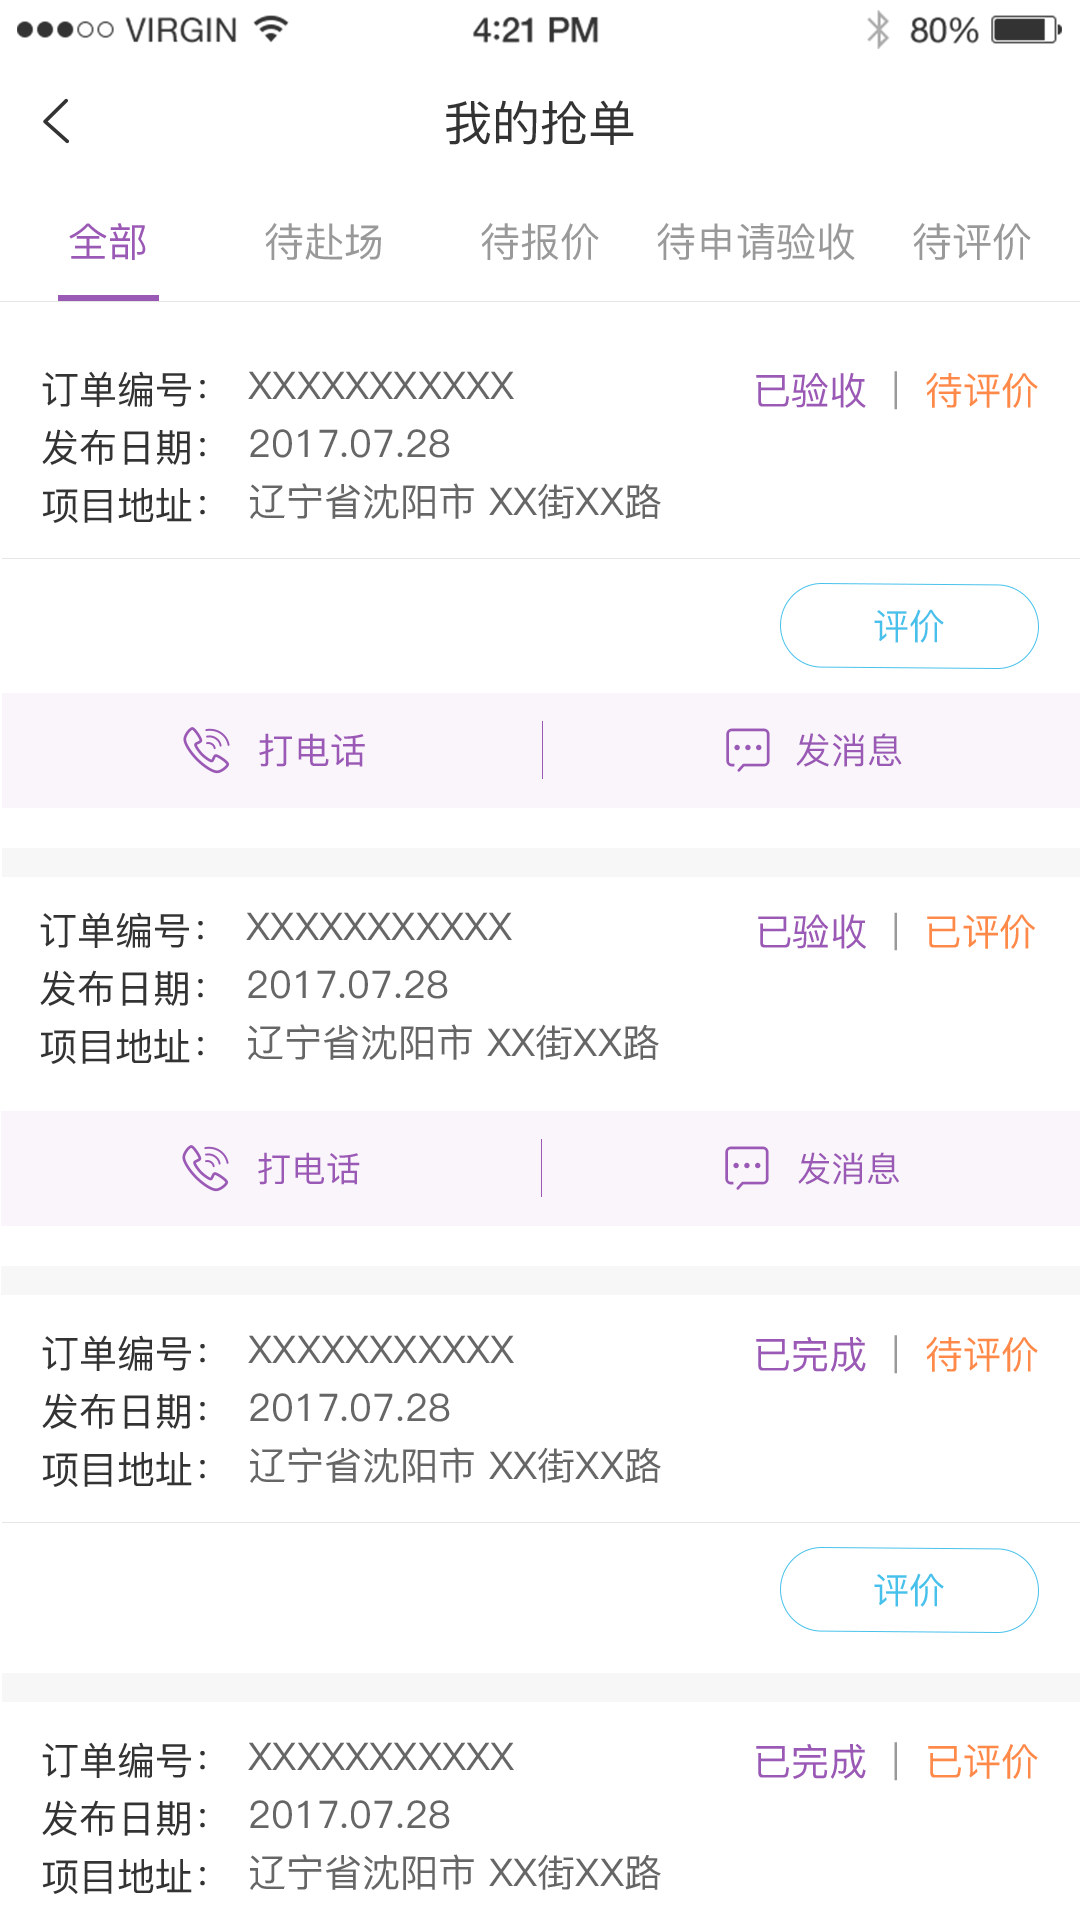 VIRGIN 4:21 PM 80%
我的抢单
全部 待赴场 待报价 待申请验收 待评价
订单编号： XXXXXXXXXXX 已验收 | 待评价
发布日期： 2017.07.28
项目地址： 辽宁省沈阳市 XX街XX路
评价
打电话 发消息
订单编号： XXXXXXXXXXX 已验收 | 已评价
发布日期： 2017.07.28
项目地址： 辽宁省沈阳市 XX街XX路
打电话 发消息
订单编号： XXXXXXXXXXX 已完成 | 待评价
发布日期： 2017.07.28
项目地址： 辽宁省沈阳市 XX街XX路
评价
订单编号： XXXXXXXXXXX 已完成 | 已评价
发布日期： 2017.07.28
项目地址： 辽宁省沈阳市 XX街XX路